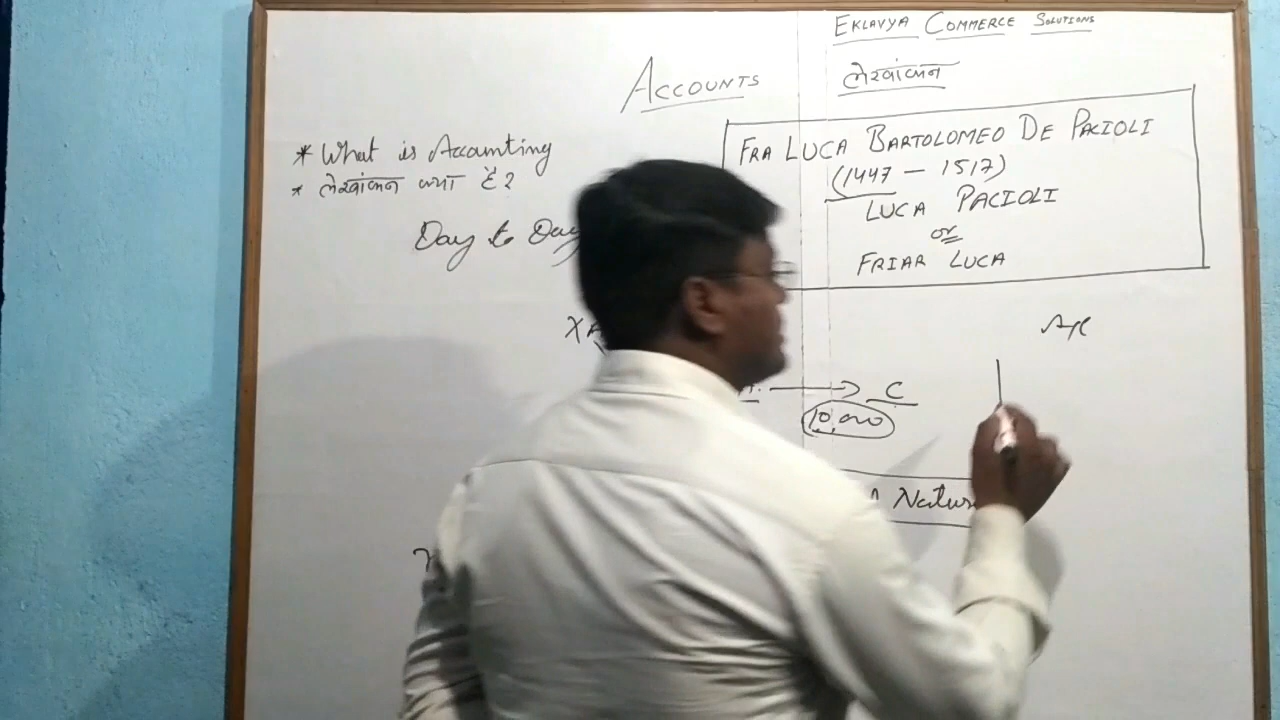 EKLAVYA COMMERCE SOLUTIONS
ACCOUNTS
लेखांकन
* What is Accounting
* लेखांकन क्या है?
FRA LUCA BARTOLOMEO DE PACIOLI
(1447 – 1517)
LUCA PACIOLI
or
FRIAR LUCA
Day to Day
C
10,000